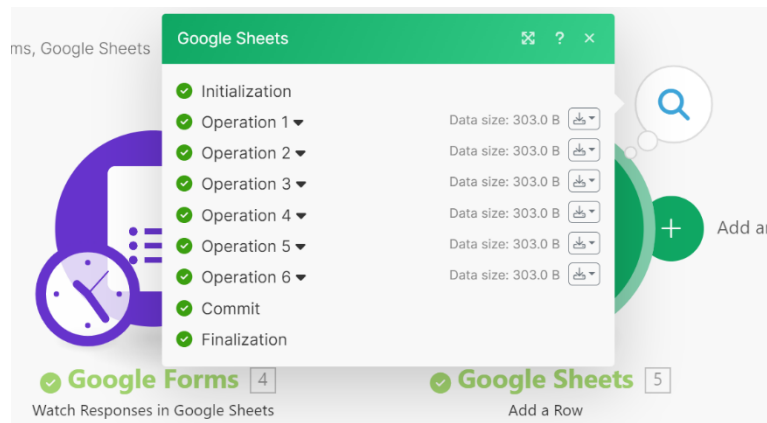 ms, Google Sheets
Google Sheets ?
Initialization
Operation 1 Data size: 303.0 B
Operation 2 Data size: 303.0 B
Operation 3 Data size: 303.0 B
Operation 4 Data size: 303.0 B
Operation 5 Data size: 303.0 B
Operation 6 Data size: 303.0 B
Commit
Finalization
Add a
Google Forms 4
Watch Responses in Google Sheets
Google Sheets 5
Add a Row